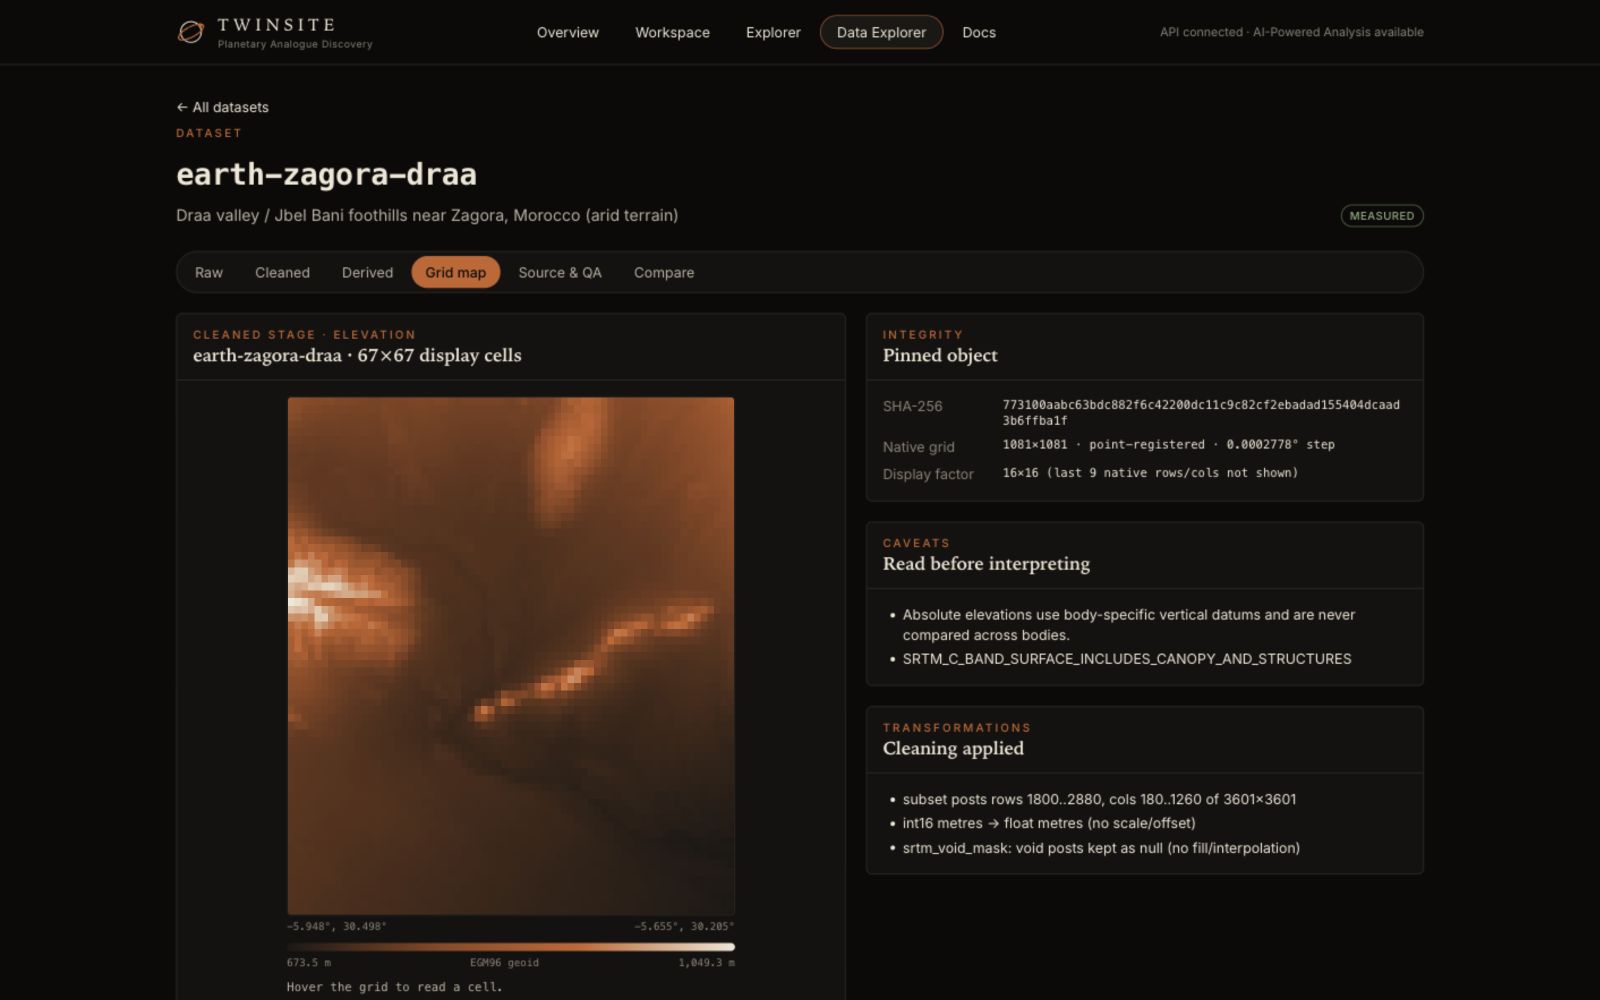 TWINSITE
Planetary Analogue Discovery
Overview
Workspace
Explorer
Data Explorer
Docs
API connected · AI-Powered Analysis available
← All datasets
DATASET
earth-zagora-draa
Draa valley / Jbel Bani foothills near Zagora, Morocco (arid terrain)
MEASURED
Raw
Cleaned
Derived
Grid map
Source & QA
Compare
CLEANED STAGE · ELEVATION
earth-zagora-draa · 67×67 display cells
−5.948°, 30.498°
−5.655°, 30.205°
673.5 m
EGM96 geoid
1,049.3 m
Hover the grid to read a cell.
INTEGRITY
Pinned object
SHA-256
773100aabc63bdc882f6c42200dc11c9c82cf2ebadad155404dcaad
3b6ffba1f
Native grid
1081×1081 · point-registered · 0.0002778° step
Display factor
16×16 (last 9 native rows/cols not shown)
CAVEATS
Read before interpreting
• Absolute elevations use body-specific vertical datums and are never
compared across bodies.
• SRTM_C_BAND_SURFACE_INCLUDES_CANOPY_AND_STRUCTURES
TRANSFORMATIONS
Cleaning applied
• subset posts rows 1800..2880, cols 180..1260 of 3601×3601
• int16 metres → float metres (no scale/offset)
• srtm_void_mask: void posts kept as null (no fill/interpolation)